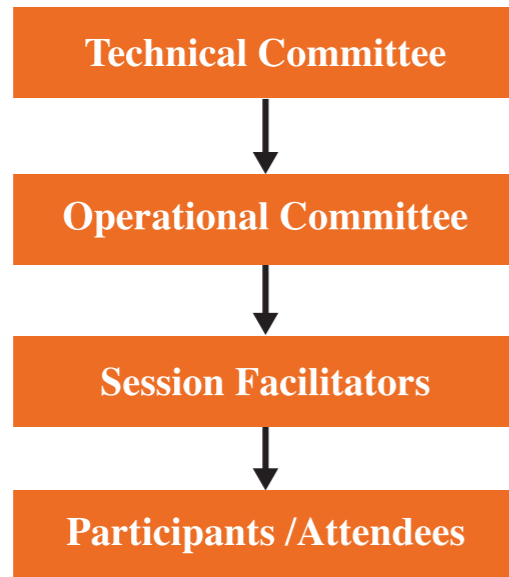 Technical Committee
Operational Committee
Session Facilitators
Participants /Attendees